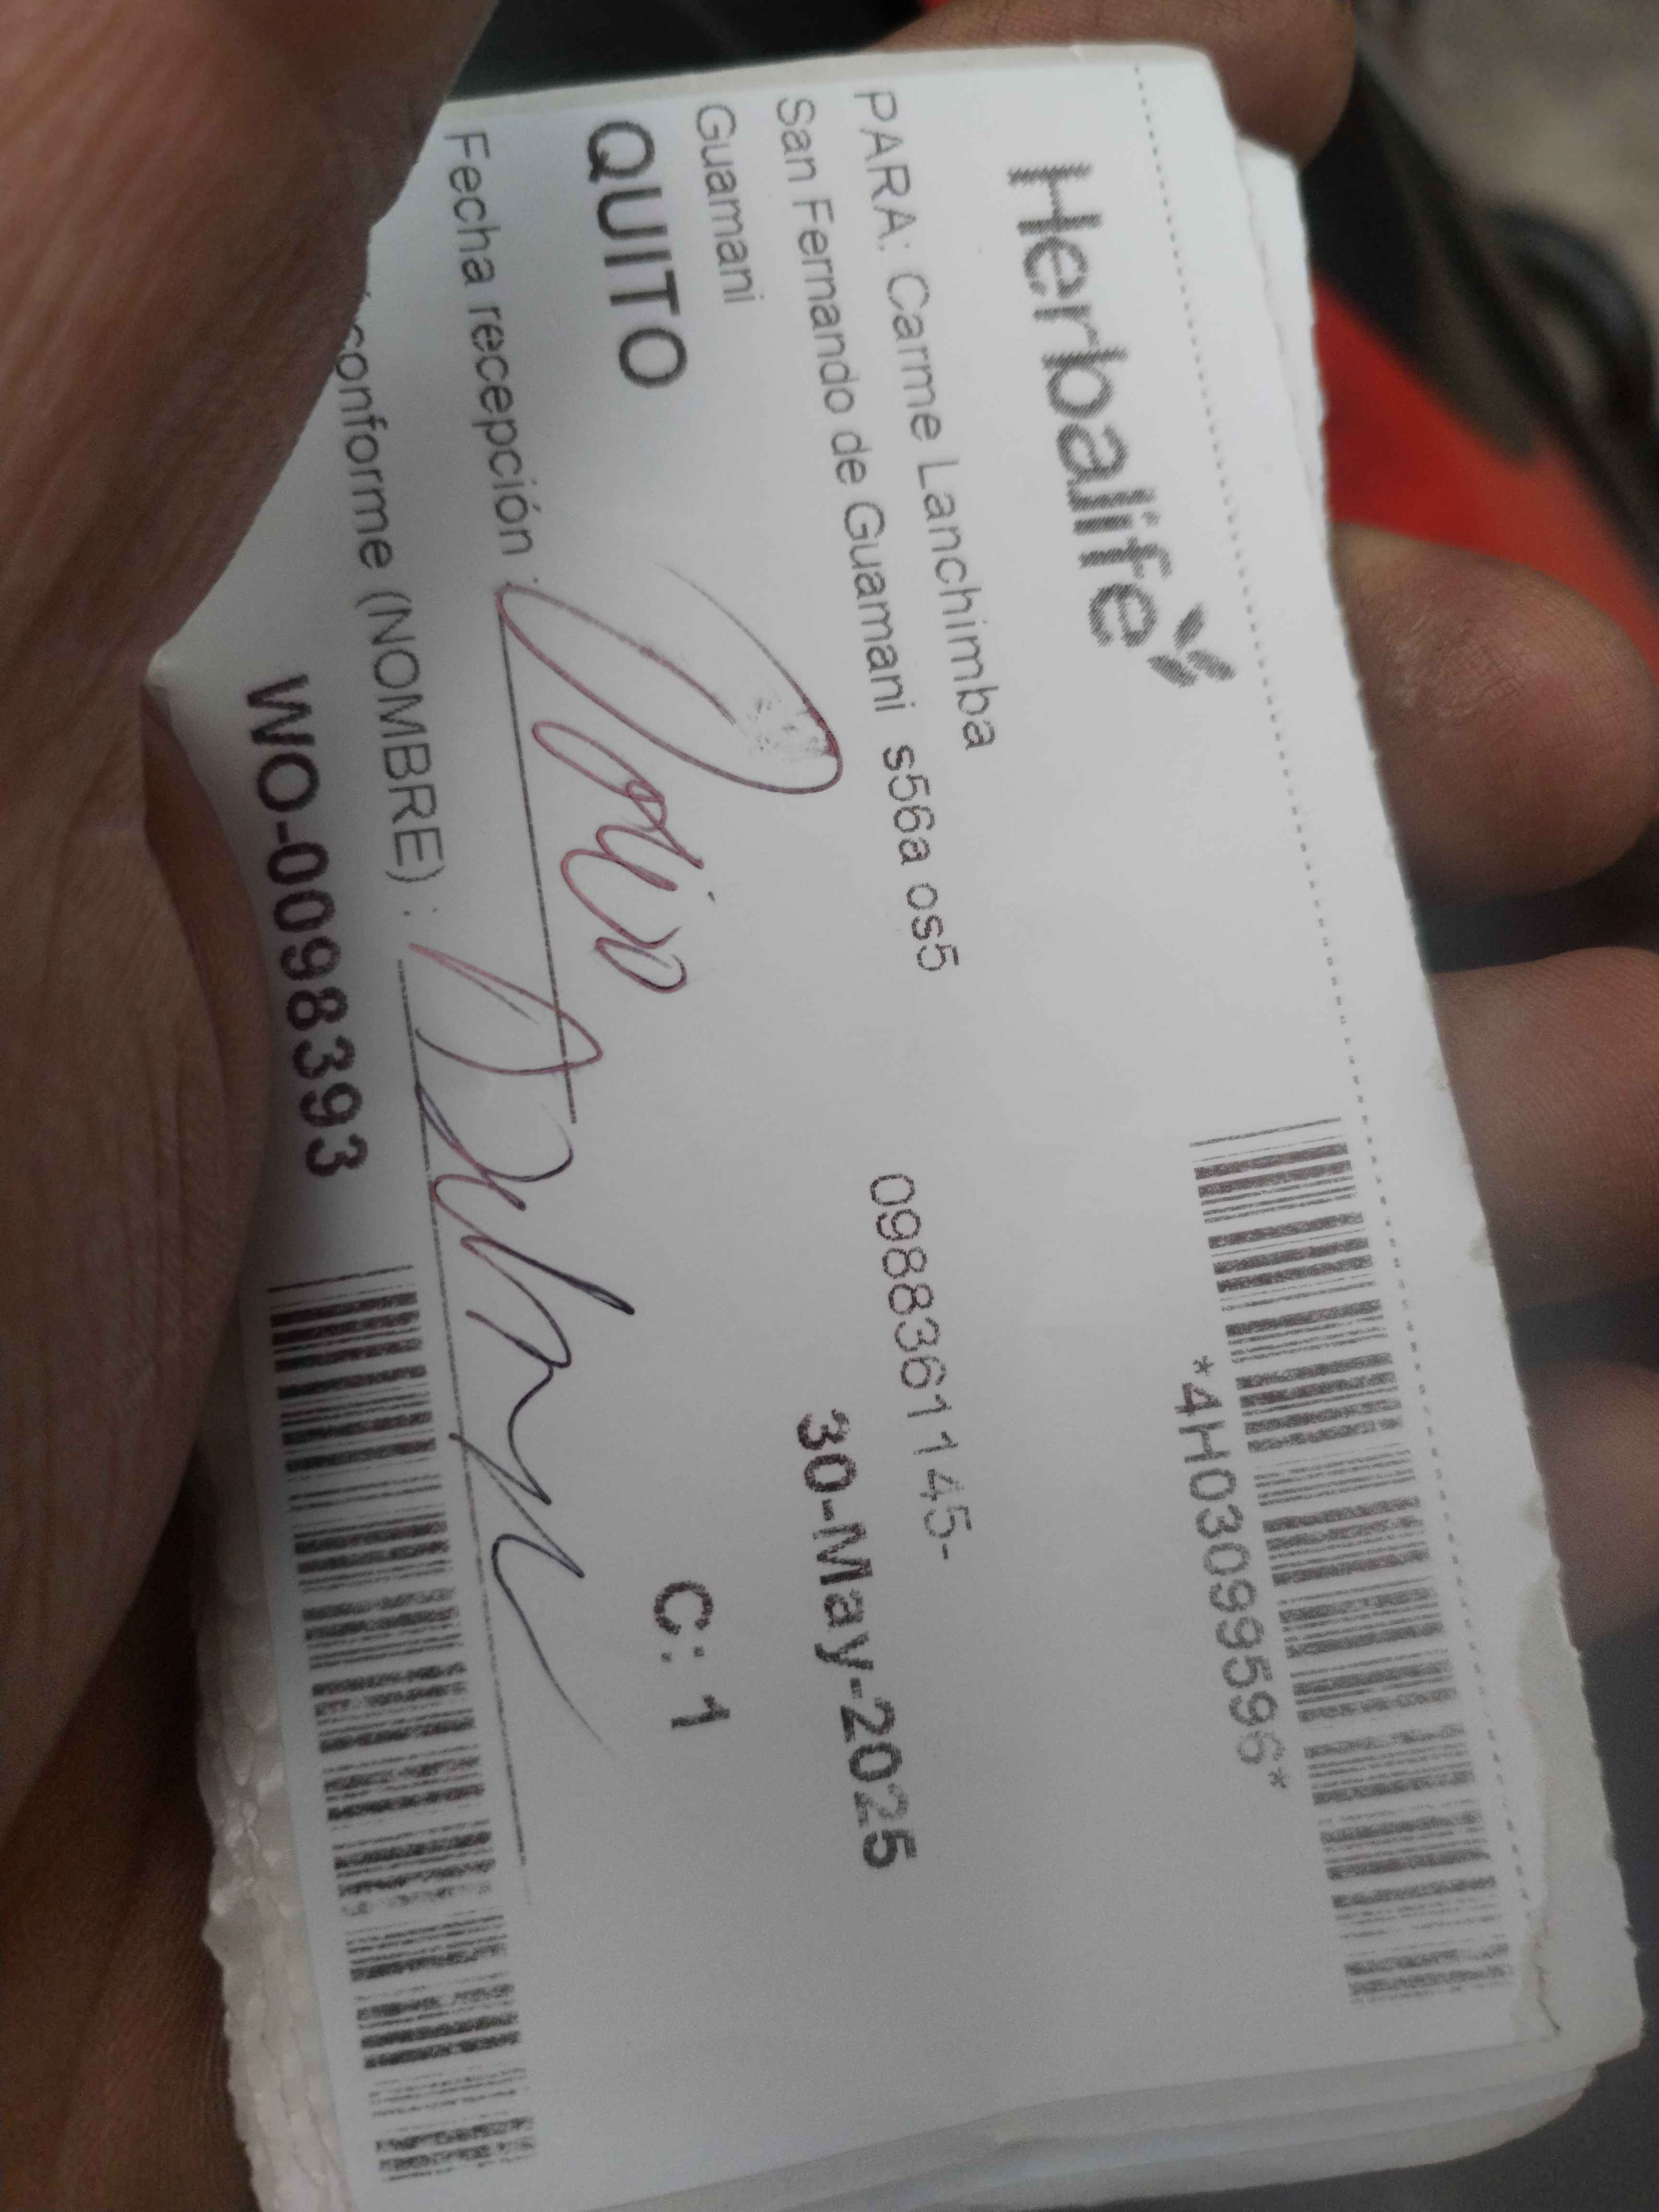 Herbalife
*4H03099596*
PARA: Carme Lanchimba
San Fernando de Guamani s56a os5
0988361145-
Guamani
30-May-2025
QUITO
C: 1
Fecha recepción :
conforme (NOMBRE) :
WO-00983393